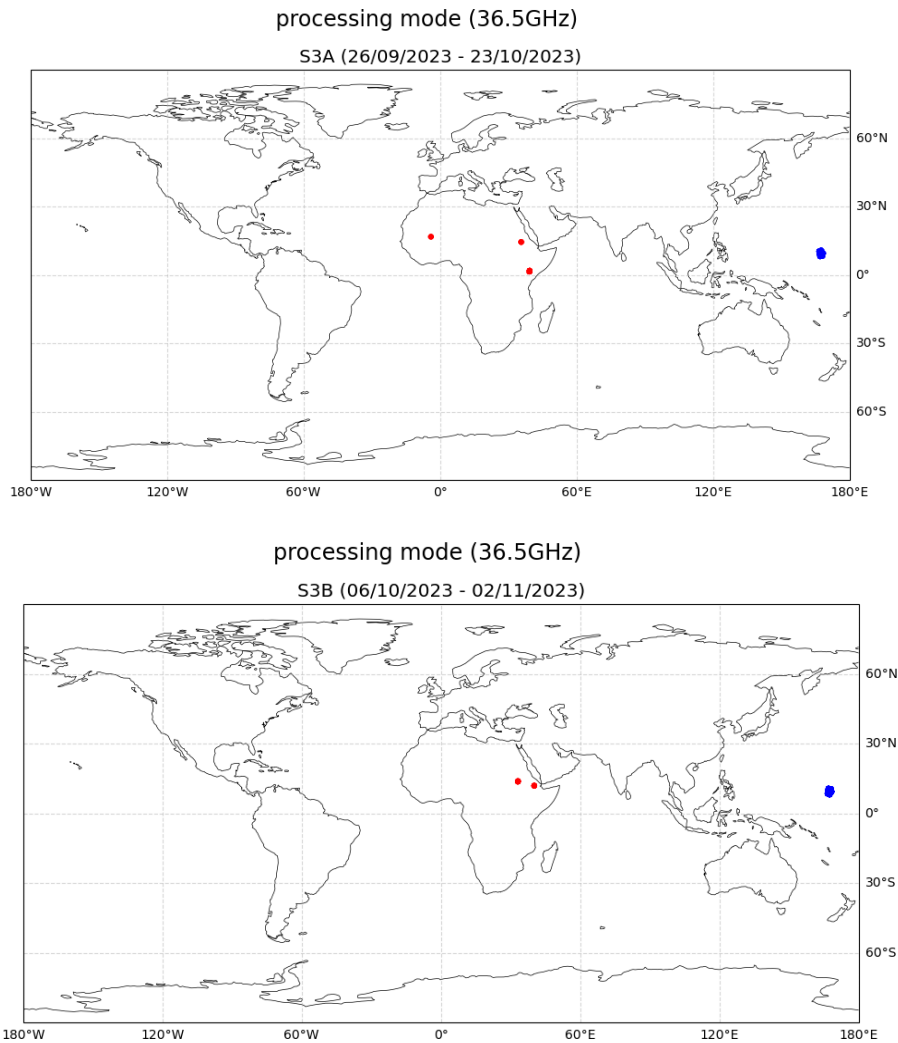 processing mode (36.5GHz)
S3A (26/09/2023 - 23/10/2023)
60°N
30°N
0°
30°S
60°S
180°W 120°W 60°W 0° 60°E 120°E 180°E
processing mode (36.5GHz)
S3B (06/10/2023 - 02/11/2023)
60°N
30°N
0°
30°S
60°S
180°W 120°W 60°W 0° 60°E 120°E 180°E